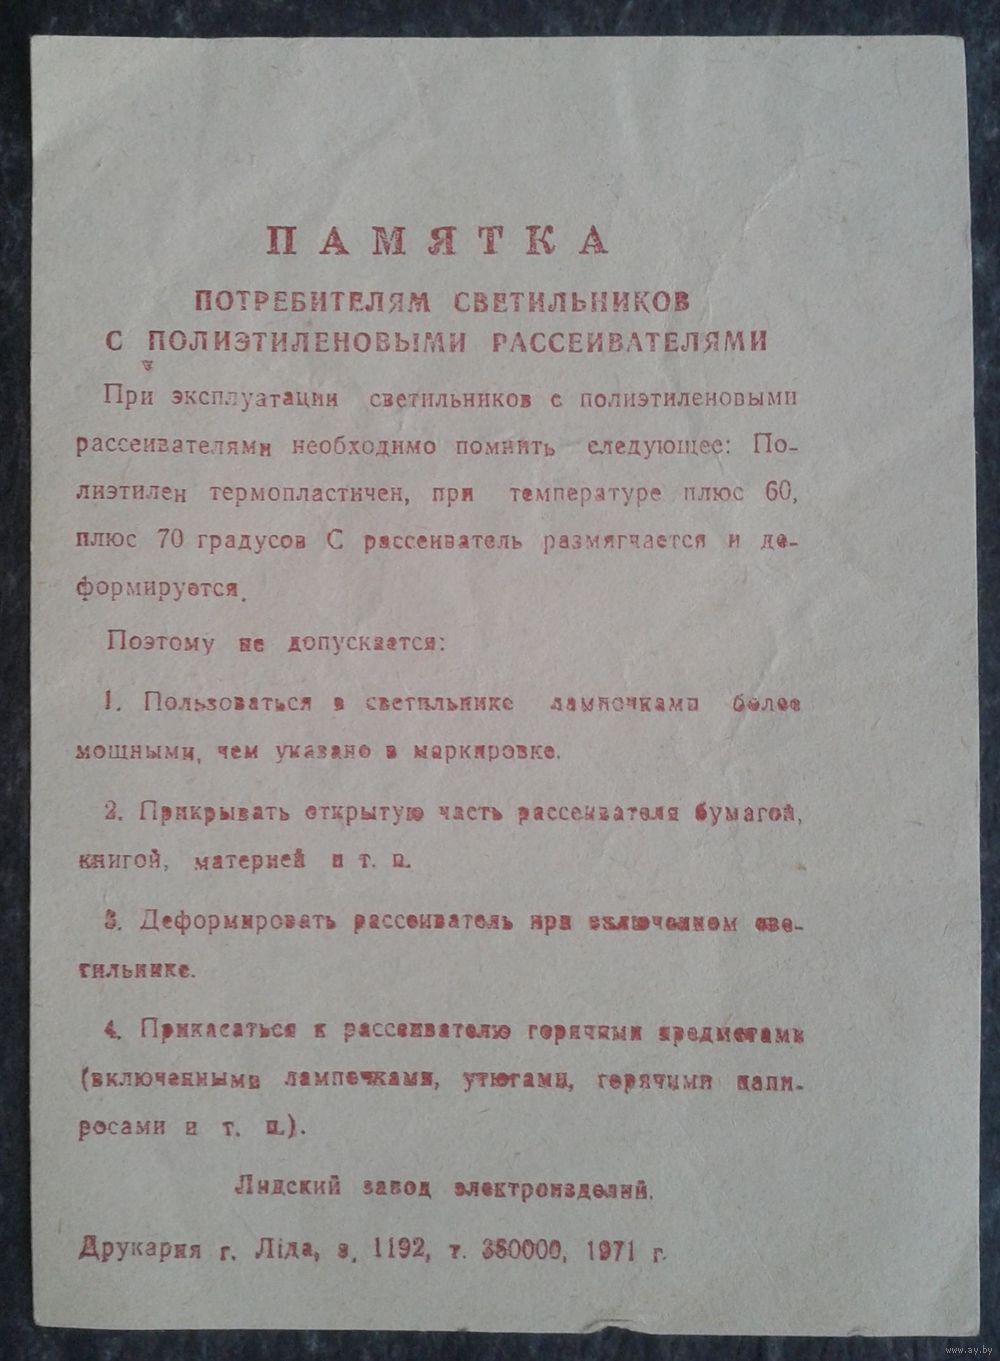 ПАМЯТКА
ПОТРЕБИТЕЛЯМ СВЕТИЛЬНИКОВ
С ПОЛИЭТИЛЕНОВЫМИ РАССЕИВАТЕЛЯМИ
При эксплуатации светильников с полиэтиленовыми
рассеивателями необходимо помнить следующее: По-
лиэтилен термопластичен, при температуре плюс 60,
плюс 70 градусов С рассеиватель размягчается и де-
формируется.
Поэтому не допускается:
1. Пользоваться в светильнике лампочками более
мощными, чем указано в маркировке.
2. Прикрывать открытую часть рассеивателя бумагой,
книгой, материей и т. п.
3. Деформировать рассеиватель при включенном све-
тильнике.
4. Прикасаться к рассеивателю горячими предметами
(включенными лампочками, утюгами, горячими папи-
росами и т. п.).
Лидский завод электроизделий.
Друкарня г. Ліда, з. 1192, т. 350000, 1971 г.
www.ay.by